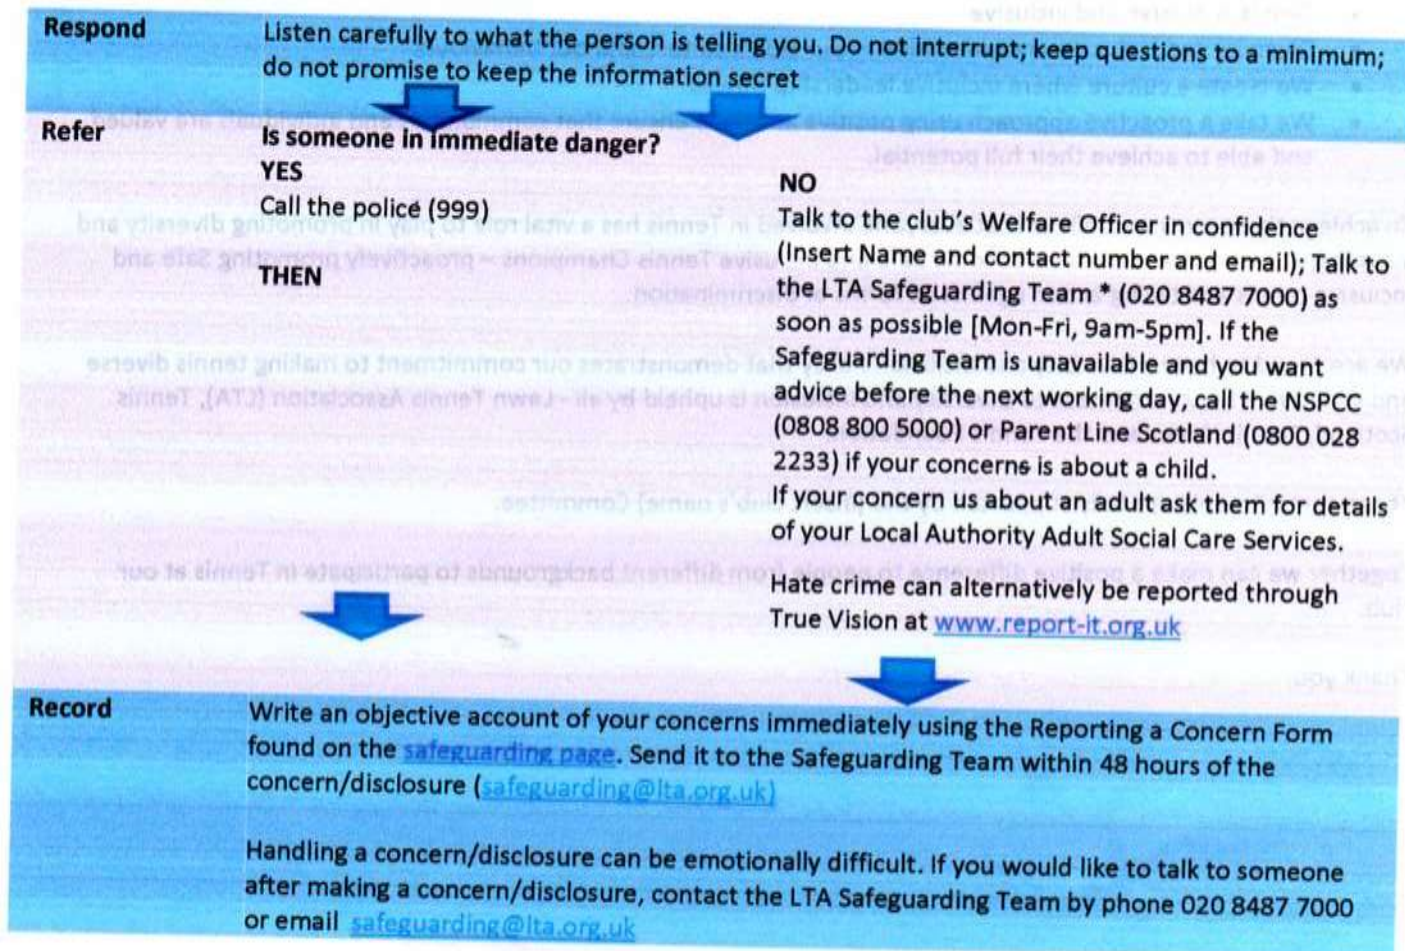 Respond
Listen carefully to what the person is telling you. Do not interrupt; keep questions to a minimum;
do not promise to keep the information secret
Refer
Is someone in immediate danger?
YES
Call the police (999)
THEN
NO
Talk to the club's Welfare Officer in confidence
(Insert Name and contact number and email); Talk to
the LTA Safeguarding Team * (020 8487 7000) as
soon as possible [Mon-Fri, 9am-5pm]. If the
Safeguarding Team is unavailable and you want
advice before the next working day, call the NSPCC
(0808 800 5000) or Parent Line Scotland (0800 028
2233) if your concerns is about a child.
If your concern us about an adult ask them for details
of your Local Authority Adult Social Care Services.
Hate crime can alternatively be reported through
True Vision at www.report-it.org.uk
Record
Write an objective account of your concerns immediately using the Reporting a Concern Form
found on the safeguarding page. Send it to the Safeguarding Team within 48 hours of the
concern/disclosure (safeguarding@lta.org.uk)
Handling a concern/disclosure can be emotionally difficult. If you would like to talk to someone
after making a concern/disclosure, contact the LTA Safeguarding Team by phone 020 8487 7000
or email safeguarding@lta.org.uk